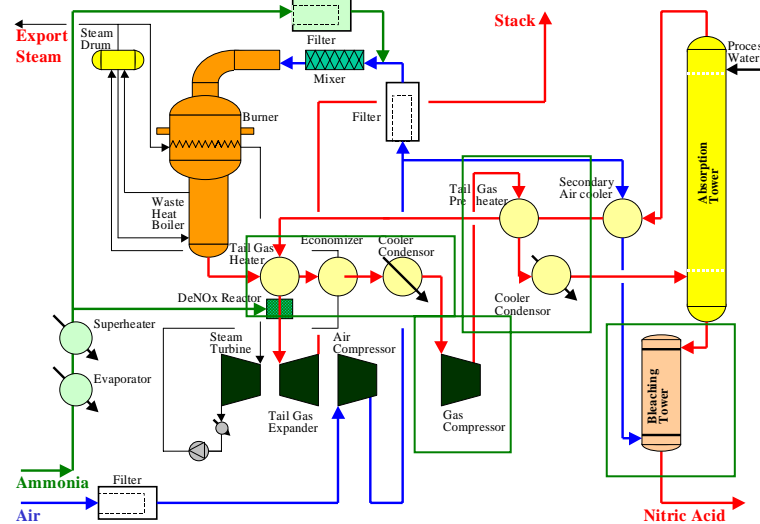 Export
Steam
Steam
Drum
Filter
Mixer
Stack
Process
Water
Burner
Filter
Waste
Heat
Boiler
Tail Gas
Preheater
Secondary
Air cooler
Absorption
Tower
Tail Gas
Heater
Economizer
Cooler
Condensor
DeNOx Reactor
Cooler
Condensor
Superheater
Evaporator
Steam
Turbine
Air
Compressor
Tail Gas
Expander
Gas
Compressor
Bleaching
Tower
Ammonia
Air
Filter
Nitric Acid